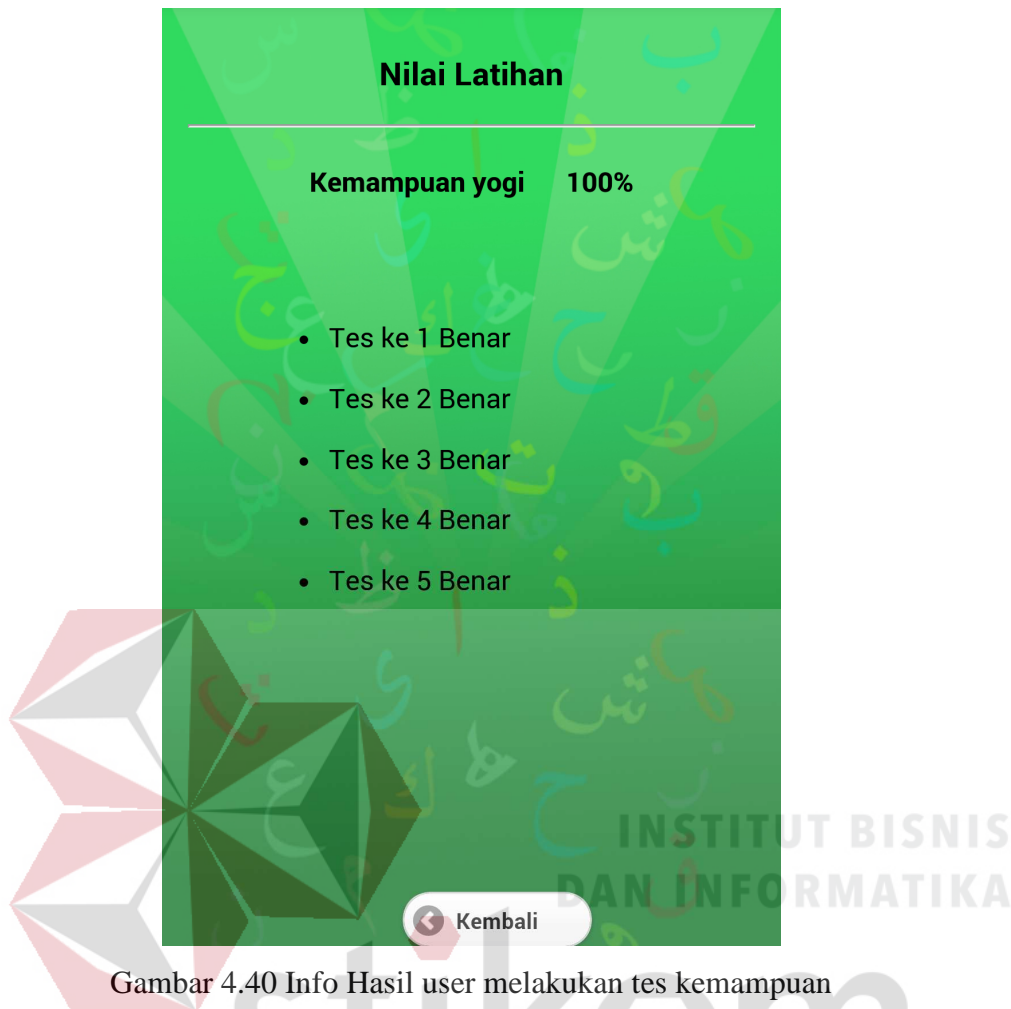 Nilai Latihan
Kemampuan yogi 100%
• Tes ke 1 Benar
• Tes ke 2 Benar
• Tes ke 3 Benar
• Tes ke 4 Benar
• Tes ke 5 Benar
INSTITUT BISNIS
DAN INFORMATIKA
Kembali
Gambar 4.40 Info Hasil user melakukan tes kemampuan
stikom